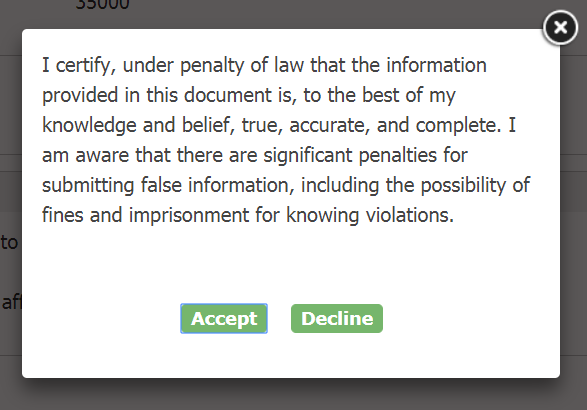 35000
I certify, under penalty of law that the information
provided in this document is, to the best of my
knowledge and belief, true, accurate, and complete. I
am aware that there are significant penalties for
submitting false information, including the possibility of
fines and imprisonment for knowing violations.
to
Accept Decline